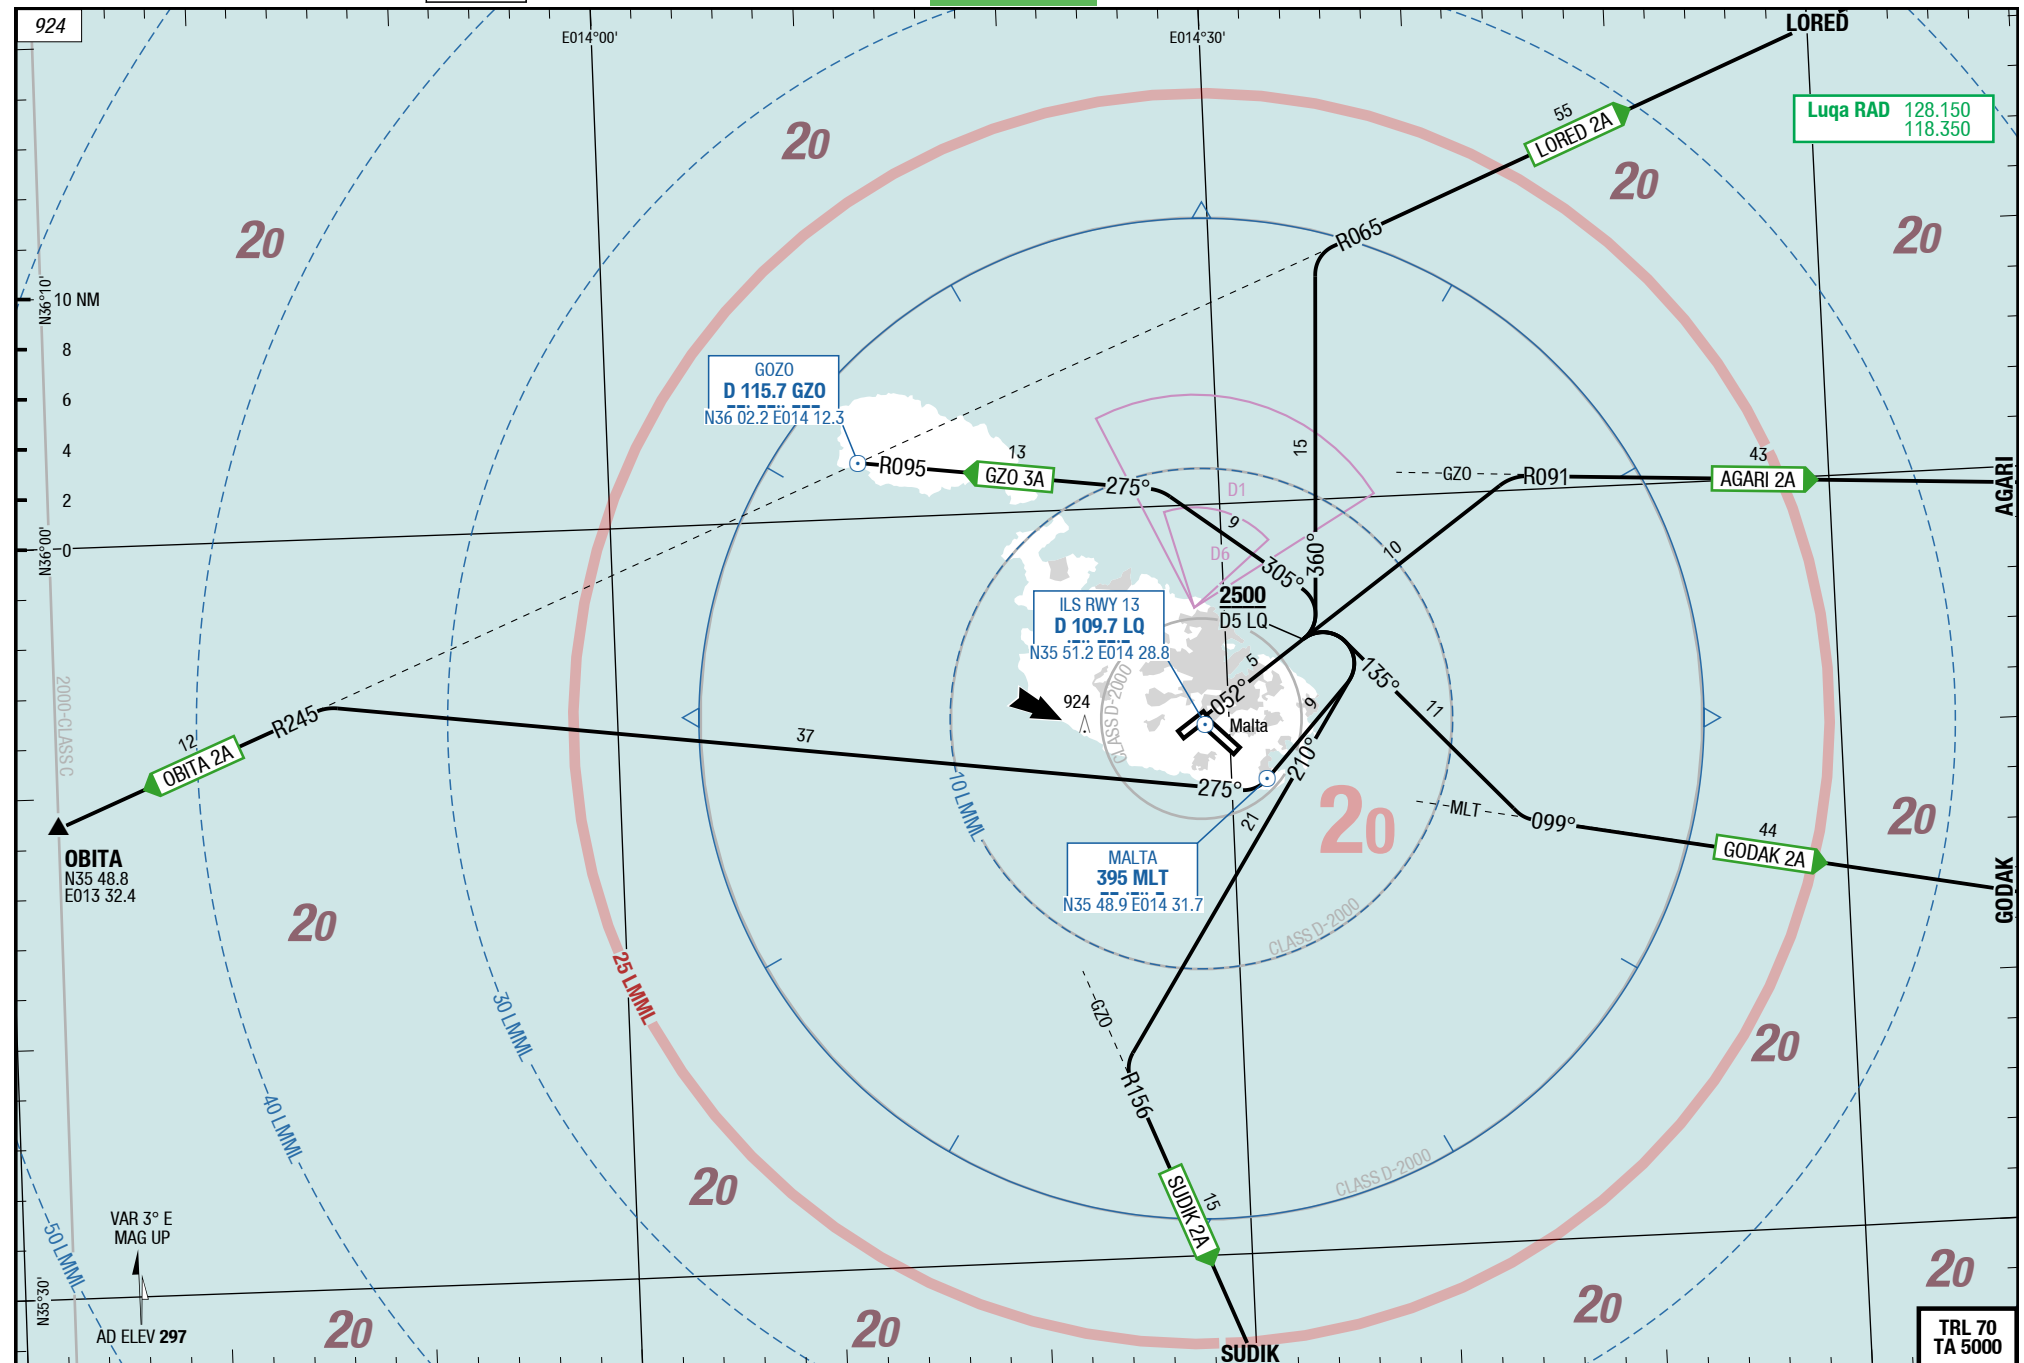 924
E014°00'
E014°30'
LORED
Luqa RAD 128.150
118.350
55
LORED 2A
20
20
20
20
R065
N36°10'
10 NM
8
6
4
2
0
N36°00'
GOZO
D 115.7 GZO
N36 02.2 E014 12.3
R095
13
GZO 3A
275°
9
305°
D1
D6
15
360°
10
GZO
R091
43
AGARI 2A
AGARI
ILS RWY 13
D 109.7 LQ
N35 51.2 E014 28.8
2500
D5 LQ
5
052°
924
CLASS D-2000
Malta
135°
11
9
210°
2000-CLASS C
R245
12
OBITA 2A
37
275°
OBITA
N35 48.8
E013 32.4
10 LMML
21
20
MLT
099°
44
GODAK 2A
GODAK
20
MALTA
395 MLT
N35 48.9 E014 31.7
20
CLASS D-2000
25 LMML
30 LMML
GZO
R156
20
40 LMML
CLASS D-2000
20
SUDIK 2A
15
VAR 3° E
MAG UP
50 LMML
AD ELEV 297
N35°30'
20
20
20
20
SUDIK
TRL 70
TA 5000